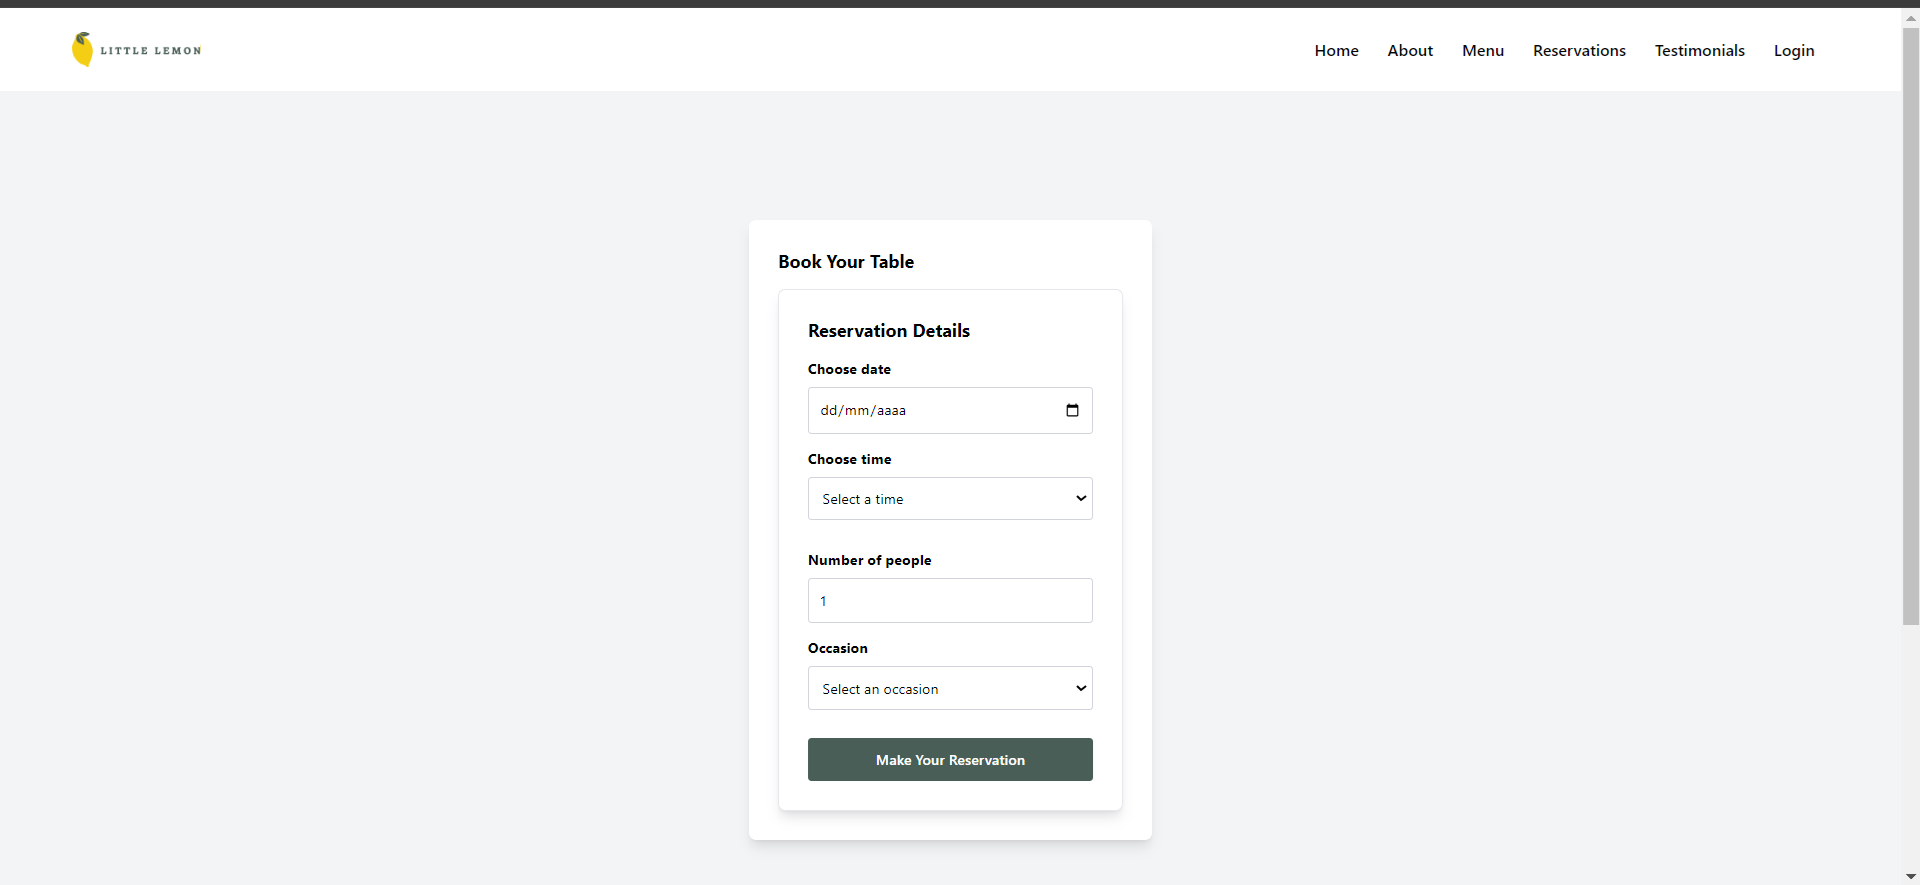 LITTLE LEMON
Home About Menu Reservations Testimonials Login
Book Your Table
Reservation Details
Choose date
dd/mm/aaaa
Choose time
Select a time
Number of people
1
Occasion
Select an occasion
Make Your Reservation